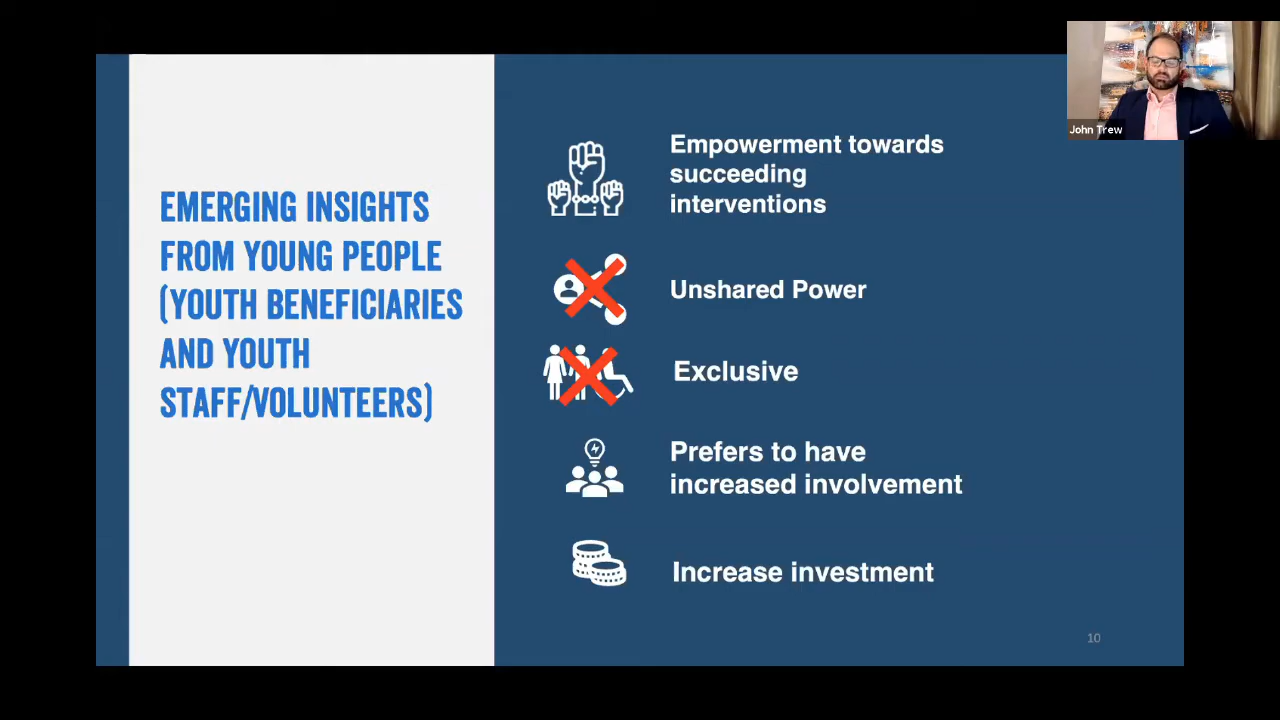 EMERGING INSIGHTS
FROM YOUNG PEOPLE
(YOUTH BENEFICIARIES
AND YOUTH
STAFF/VOLUNTEERS)
Empowerment towards
succeeding
interventions
Unshared Power
Exclusive
Prefers to have
increased involvement
Increase investment
10
John Trew